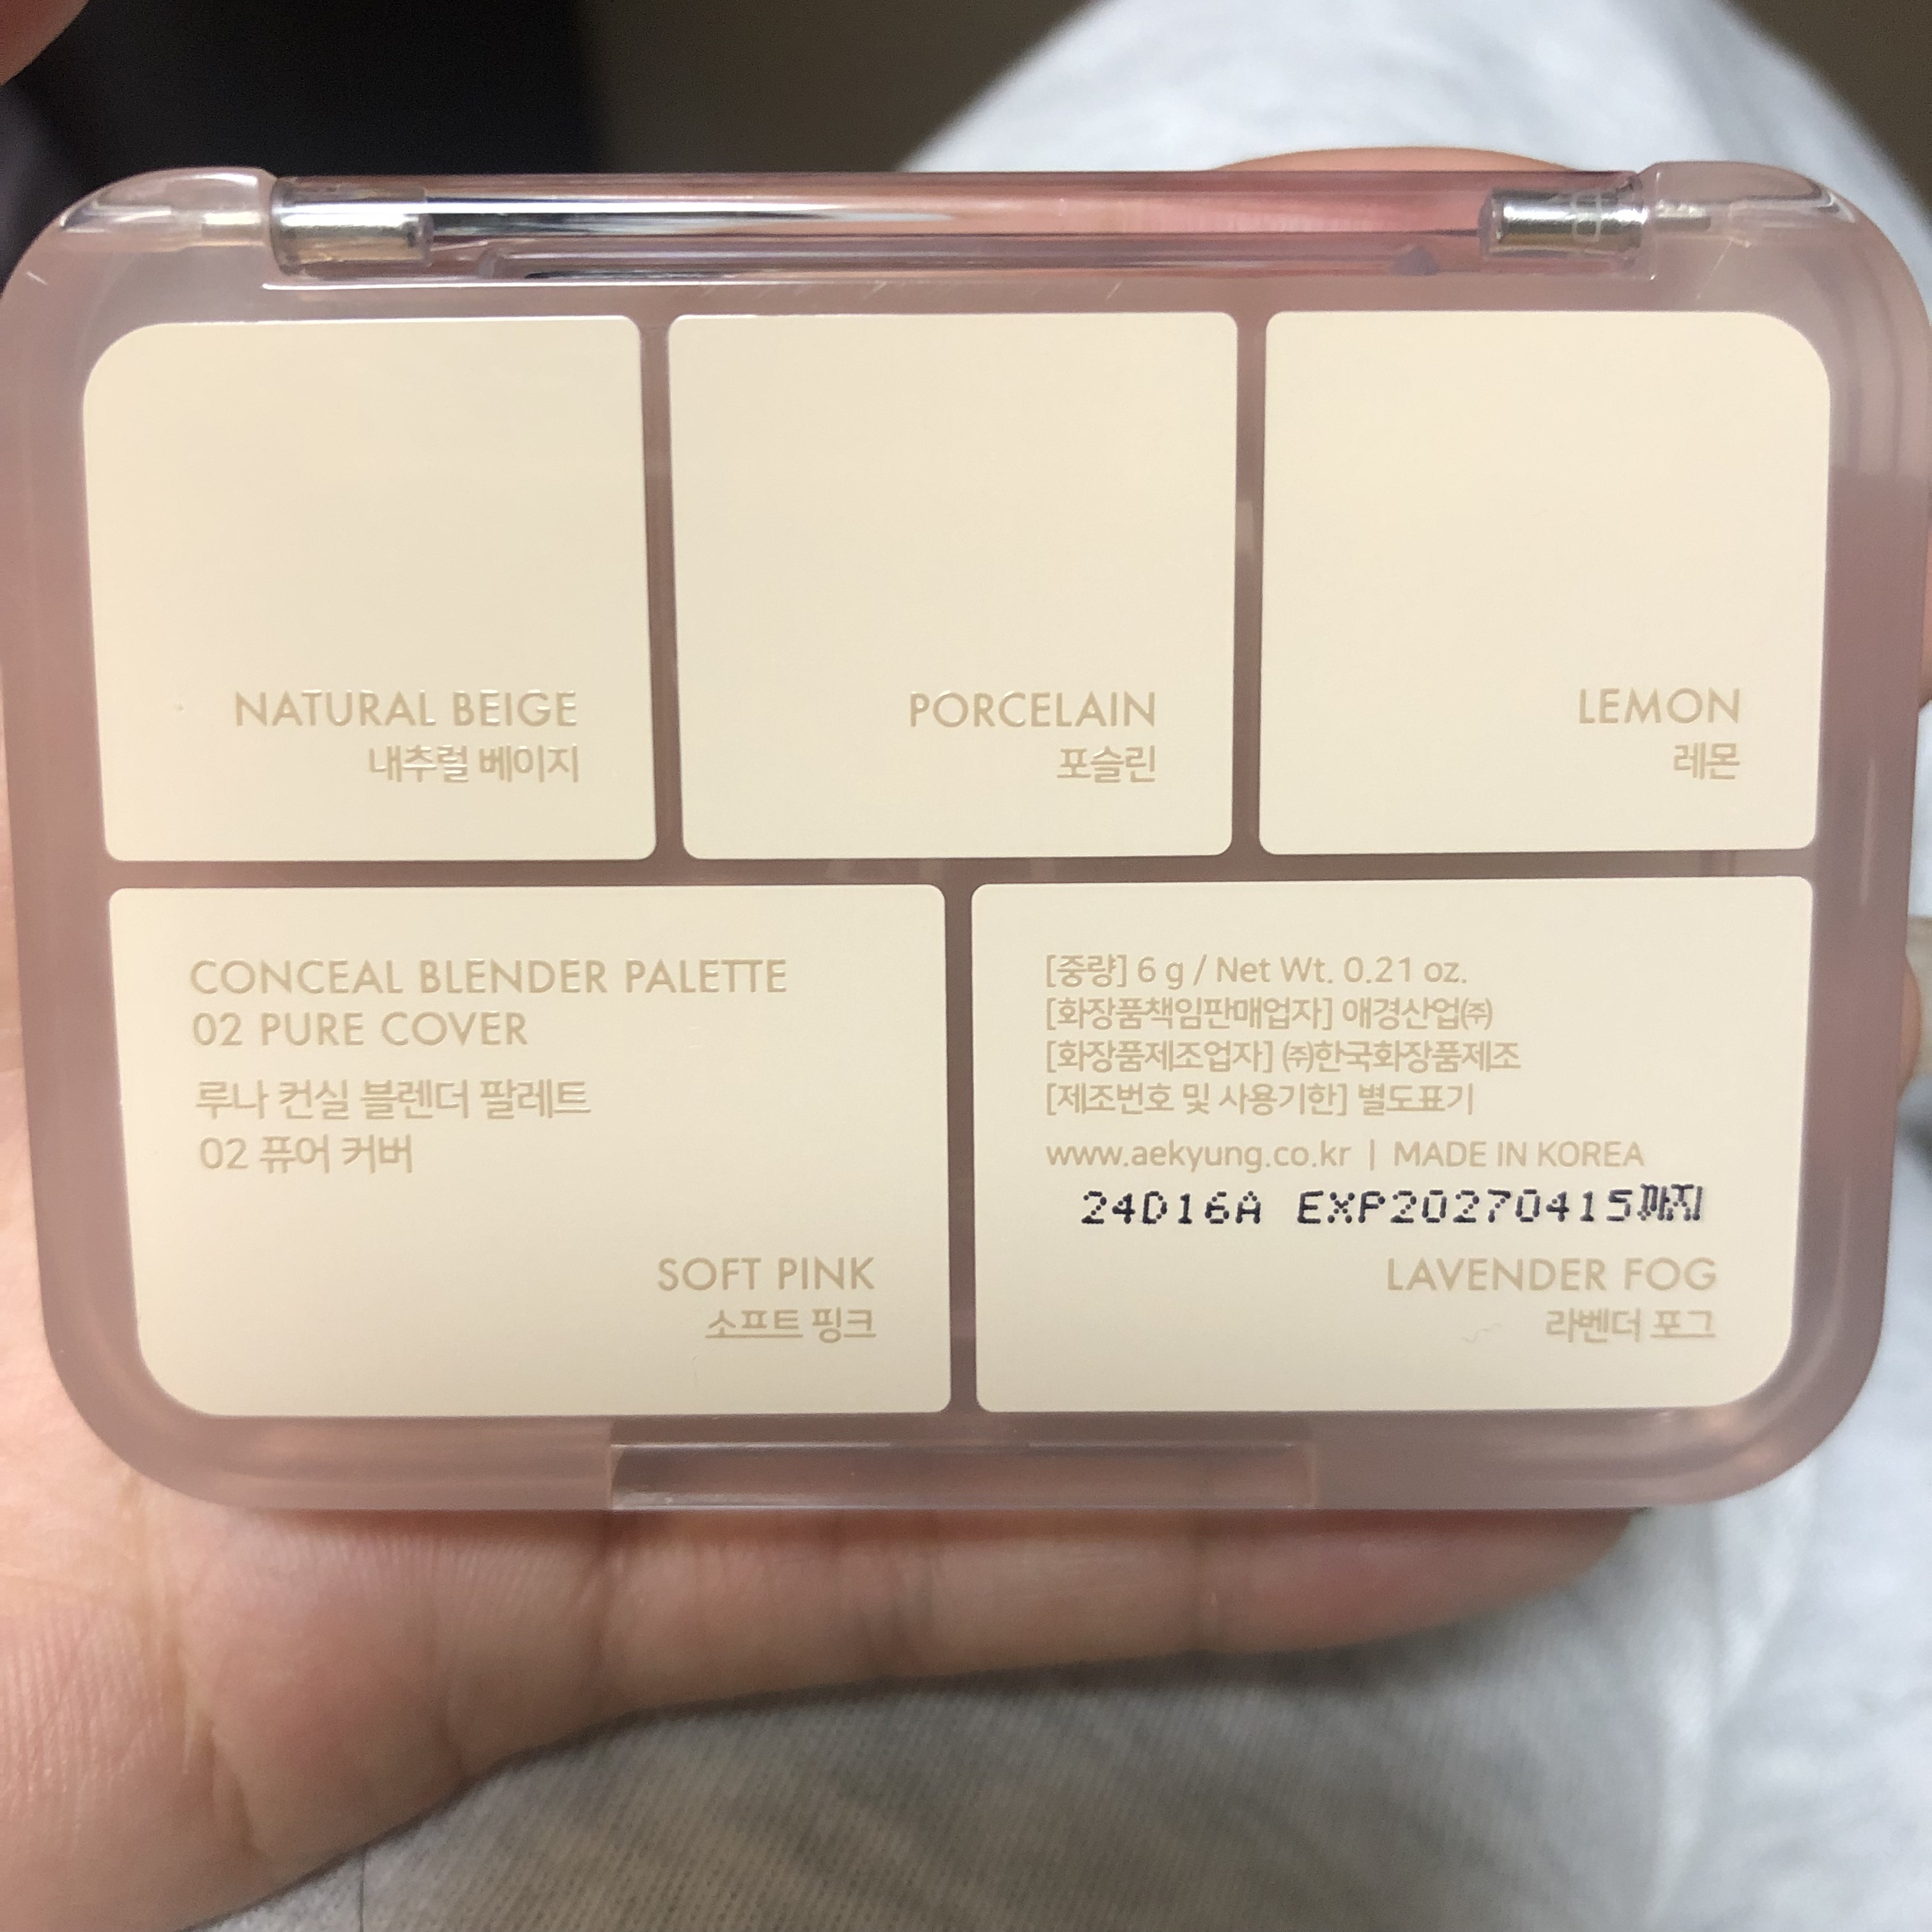 NATURAL BEIGE
내추럴 베이지
PORCELAIN
포슬린
LEMON
레몬
CONCEAL BLENDER PALETTE
02 PURE COVER
루나 컨실 블렌더 팔레트
02 퓨어 커버
SOFT PINK
소프트 핑크
[중량] 6 g / Net Wt. 0.21 oz.
[화장품책임판매업자] 애경산업㈜
[화장품제조업자] ㈜한국화장품제조
[제조번호 및 사용기한] 별도표기
www.aekyung.co.kr | MADE IN KOREA
24D16A EXP20270415까지
LAVENDER FOG
라벤더 포그